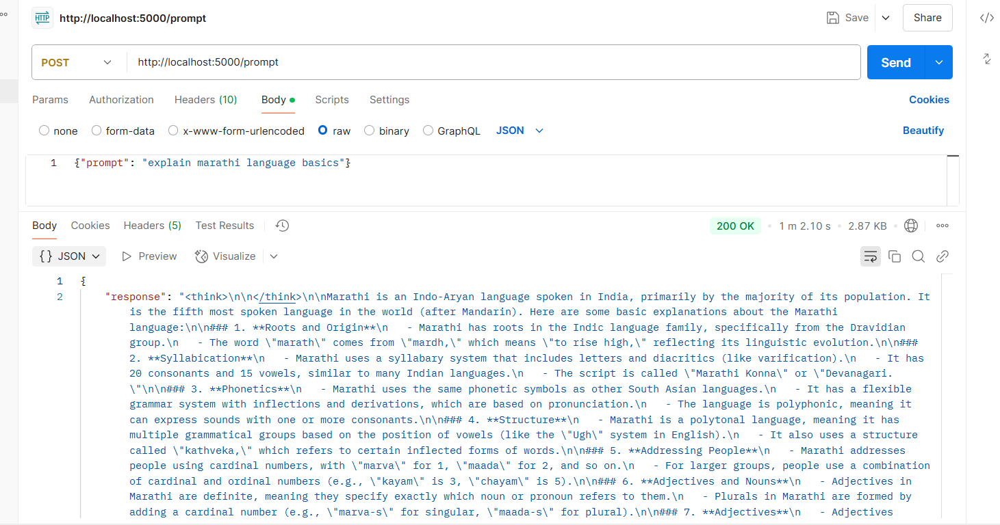 HTTP http://localhost:5000/prompt Save Share
POST http://localhost:5000/prompt Send
Params Authorization Headers (10) Body Scripts Settings Cookies
none form-data x-www-form-urlencoded raw binary GraphQL JSON Beautify
1 {"prompt": "explain marathi language basics"}
Body Cookies Headers (5) Test Results 200 OK 1 m 2.10 s 2.87 KB
{} JSON Preview Visualize
1 {
2 "response": "<think>\n\n</think>\n\nMarathi is an Indo-Aryan language spoken in India, primarily by the majority of its population. It
is the fifth most spoken language in the world (after Mandarin). Here are some basic explanations about the Marathi
language:\n\n### 1. **Roots and Origin**\n   - Marathi has roots in the Indic language family, specifically from the Dravidian
group.\n   - The word \"marath\" comes from \"mardh,\" which means \"to rise high,\" reflecting its linguistic evolution.\n\n###
2. **Syllabication**\n   - Marathi uses a syllabary system that includes letters and diacritics (like varification).\n   - It has
20 consonants and 15 vowels, similar to many Indian languages.\n   - The script is called \"Marathi Konna\" or \"Devanagari.
\"\n\n### 3. **Phonetics**\n   - Marathi uses the same phonetic symbols as other South Asian languages.\n   - It has a flexible
grammar system with inflections and derivations, which are based on pronunciation.\n   - The language is polyphonic, meaning it
can express sounds with one or more consonants.\n\n### 4. **Structure**\n   - Marathi is a polytonal language, meaning it has
multiple grammatical groups based on the position of vowels (like the \"Ugh\" system in English).\n   - It also uses a structure
called \"kathveka,\" which refers to certain inflected forms of words.\n\n### 5. **Addressing People**\n   - Marathi addresses
people using cardinal numbers, with \"marva\" for 1, \"maada\" for 2, and so on.\n   - For larger groups, people use a combination
of cardinal and ordinal numbers (e.g., \"kayam\" is 3, \"chayam\" is 5).\n\n### 6. **Adjectives and Nouns**\n   - Adjectives in
Marathi are definite, meaning they specify exactly which noun or pronoun refers to them.\n   - Plurals in Marathi are formed by
adding a cardinal number (e.g., \"marva-s\" for singular, \"maada-s\" for plural).\n\n### 7. **Adjectives**\n   - Adjectives